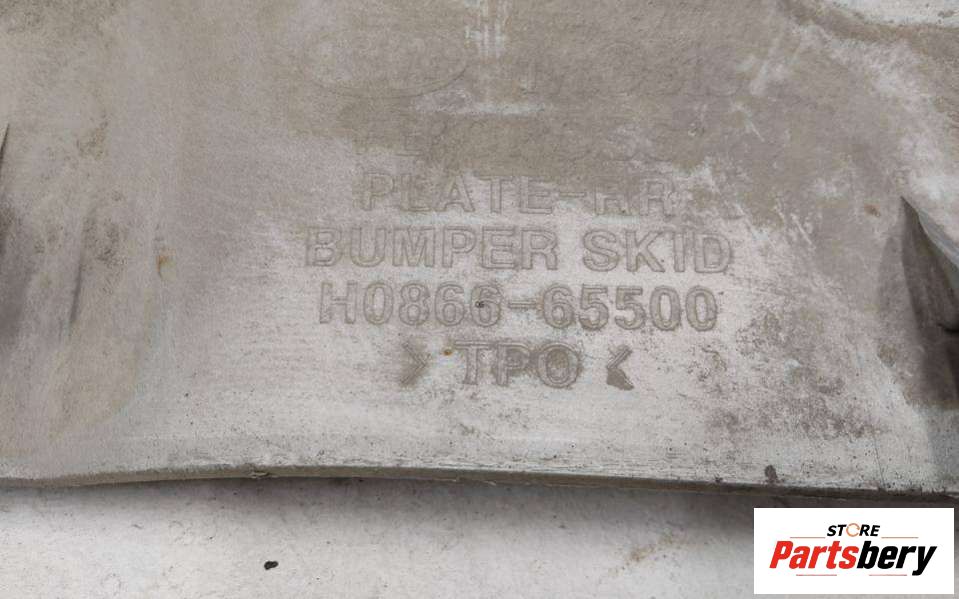 PLATE-RR
BUMPER SKID
H0866-65500
> TPO <
STORE
Partsbery